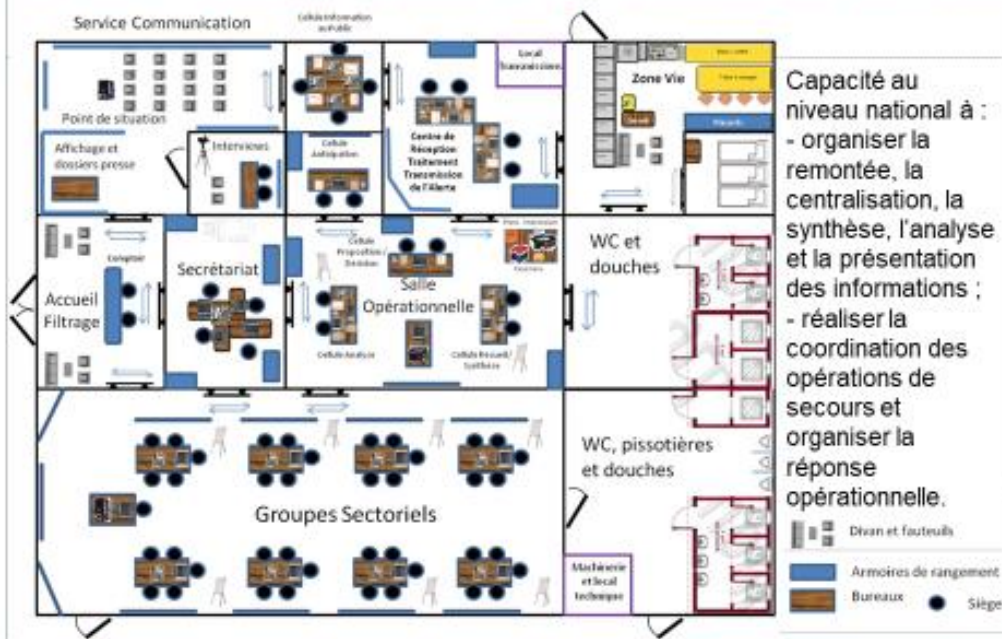 Service Communication
Cellule Information
au Public
Local
Transmissions
Zone Vie
Point de situation
Affichage et
dossiers presse
Interviews
Cellule
Anticipation
Centre de
Réception
Traitement
Transmission
de l'Alerte
Comptoir
Accueil
Filtrage
Secrétariat
Cellule
Proposition/
Décision
Salle
Opérationnelle
Cellule Analyse
Cellule Recueil/
Synthèse
WC et
douches
WC, pissotières
et douches
Groupes Sectoriels
Machinerie
et local
technique
Capacité au
niveau national à :
- organiser la
remontée, la
centralisation, la
synthèse, l'analyse
et la présentation
des informations ;
- réaliser la
coordination des
opérations de
secours et
organiser la
réponse
opérationnelle.
Divan et fauteuils
Armoires de rangement
Bureaux
Siège